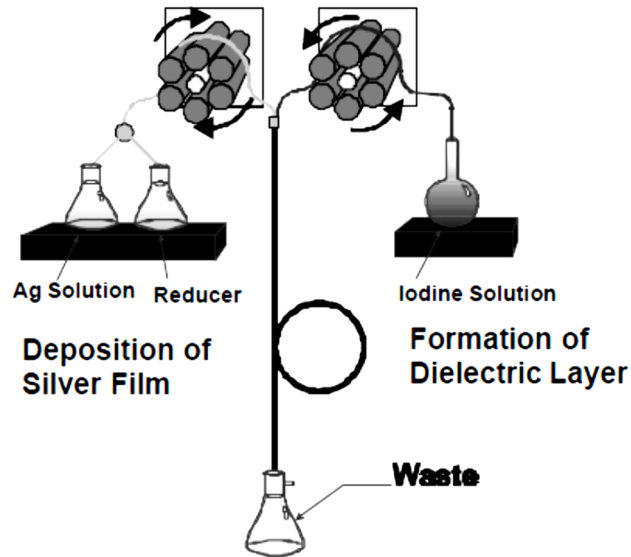 Ag Solution
Reducer
Iodine Solution
Deposition of
Silver Film
Formation of
Dielectric Layer
Waste